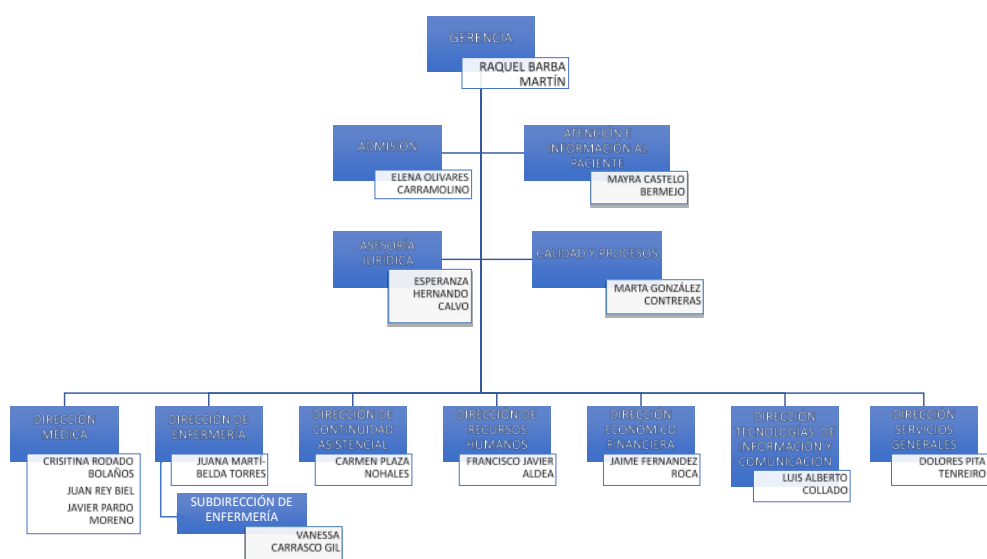 GERENCIA
RAQUEL BARBA
MARTÍN
ADMISIÓN
ELENA OLIVARES
CARRAMOLINO
ATENCIÓN E
INFORMACIÓN AL
PACIENTE
MAYRA CASTELO
BERMEJO
ASESORÍA
JURÍDICA
ESPERANZA
HERNANDO
CALVO
CALIDAD Y PROCESOS
MARTA GONZÁLEZ
CONTRERAS
DIRECCIÓN
MEDICA
CRISITINA RODADO
BOLAÑOS
JUAN REY BIEL
JAVIER PARDO
MORENO
DIRECCIÓN DE
ENFERMERIA
JUANA MARTÍ-
BELDA TORRES
SUBDIRECCIÓN DE
ENFERMERÍA
VANESSA
CARRASCO GIL
DIRECCIÓN DE
CONTINUIDAD
ASISTENCIAL
CARMEN PLAZA
NOHALES
DIRECCIÓN DE
RECURSOS
HUMANOS
FRANCISCO JAVIER
ALDEA
DIRECCIÓN
ECONÓMICO
FINANCIERA
JAIME FERNANDEZ
ROCA
DIRECCIÓN
TECNOLOGÍAS DE
INFORMACIÓN Y
COMUNICACIÓN
LUIS ALBERTO
COLLADO
DIRECCIÓN
SERVICIOS
GENERALES
DOLORES PITA
TENREIRO